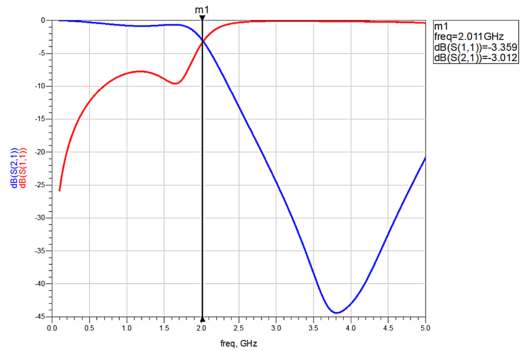 m1
m1
freq=2.011GHz
dB(S(1,1))=-3.359
dB(S(2,1))=-3.012
dB(S(2,1))
dB(S(1,1))
0
-5
-10
-15
-20
-25
-30
-35
-40
-45
0.0 0.5 1.0 1.5 2.0 2.5 3.0 3.5 4.0 4.5 5.0
freq, GHz